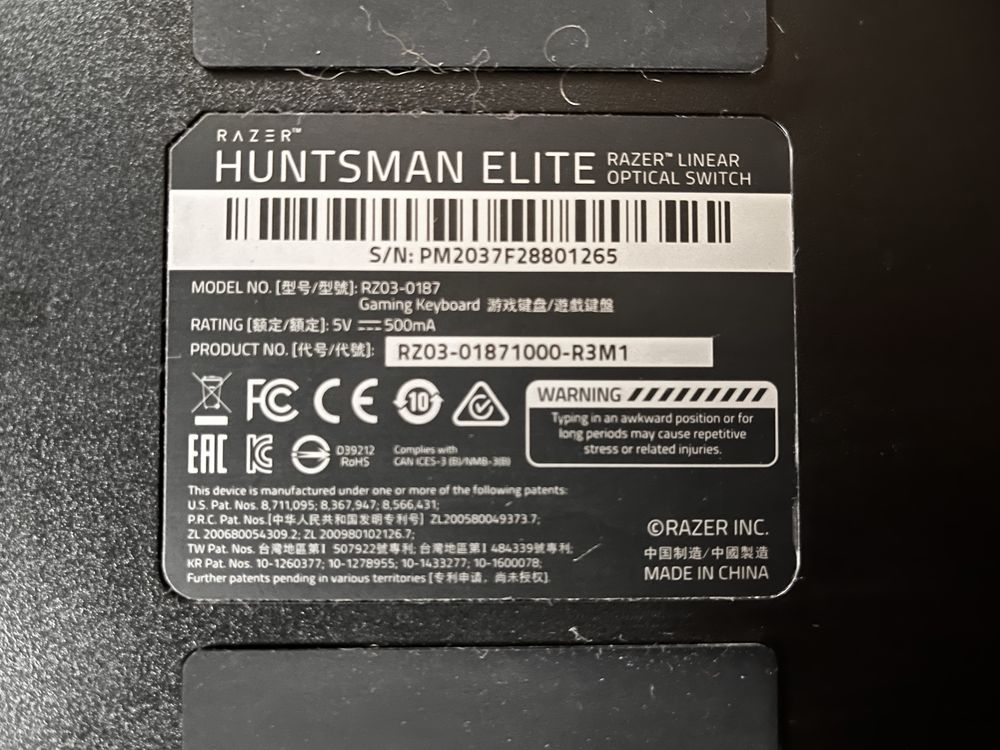 RAZER™
HUNTSMAN ELITE RAZER™ LINEAR
OPTICAL SWITCH
S/N: PM2037F28801265
MODEL NO. [型号/型號]: RZ03-0187
Gaming Keyboard 游戏键盘/遊戲鍵盤
RATING [额定/額定]: 5V ⎓ 500mA
PRODUCT NO. [代号/代號]: RZ03-01871000-R3M1
FC CE 10
WARNING
Typing in an awkward position or for
long periods may cause repetitive
stress or related injuries.
EAC KC D39212
RoHS
Complies with
CAN ICES-3 (B)/NMB-3(B)
This device is manufactured under one or more of the following patents:
U.S. Pat. Nos. 8,711,095; 8,367,947; 8,566,431;
P.R.C. Pat. Nos.[中华人民共和国发明专利号] ZL200580049373.7;
ZL 200680054309.2; ZL 200980102126.7;
TW Pat. Nos. 台灣地區第I 507922號專利; 台灣地區第I 484339號專利;
KR Pat. Nos. 10-1260377; 10-1278955; 10-1433277; 10-1600078;
Further patents pending in various territories [专利申请，尚未授权].
©RAZER INC.
中国制造/中國製造
MADE IN CHINA